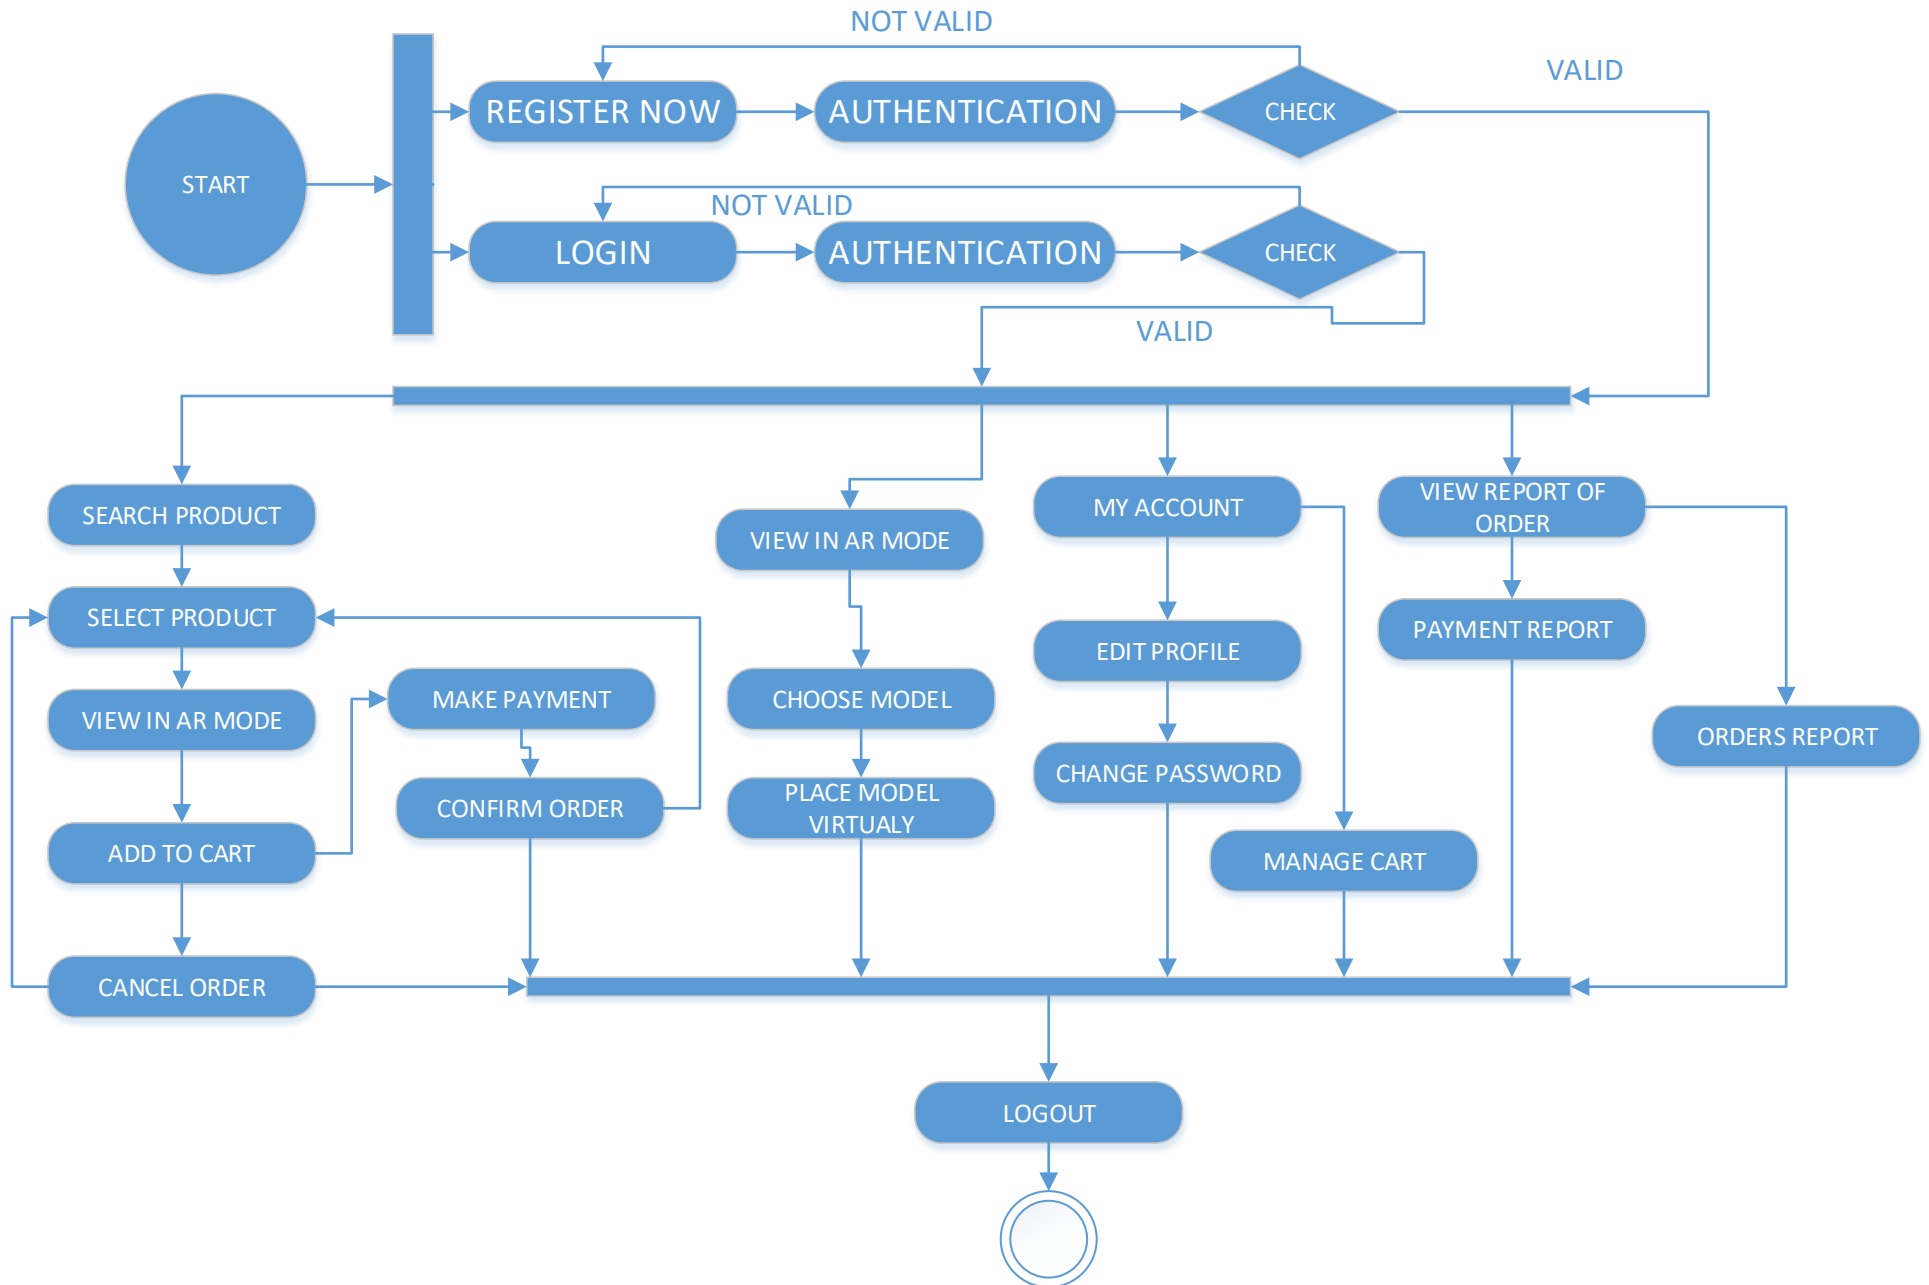 NOT VALID
VALID
REGISTER NOW
AUTHENTICATION
CHECK
START
NOT VALID
LOGIN
AUTHENTICATION
CHECK
VALID
SEARCH PRODUCT
VIEW IN AR MODE
MY ACCOUNT
VIEW REPORT OF
ORDER
SELECT PRODUCT
EDIT PROFILE
PAYMENT REPORT
VIEW IN AR MODE
MAKE PAYMENT
CHOOSE MODEL
CHANGE PASSWORD
ORDERS REPORT
ADD TO CART
CONFIRM ORDER
PLACE MODEL
VIRTUALY
MANAGE CART
CANCEL ORDER
LOGOUT